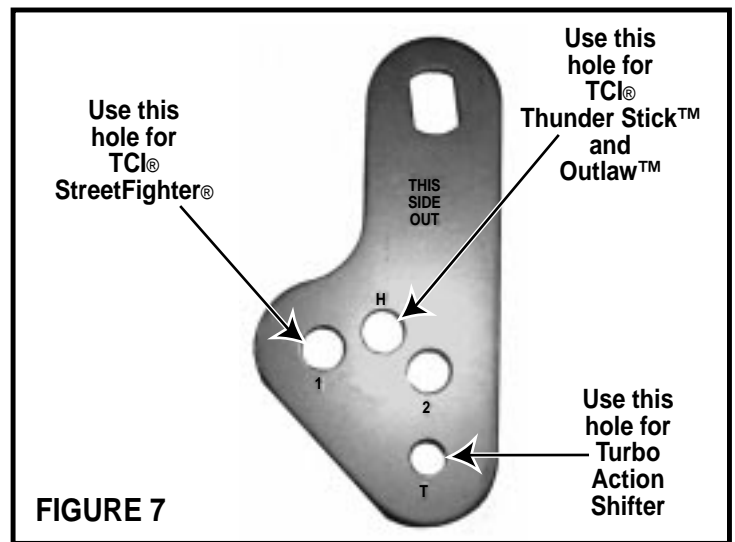 Use this
hole for
TCI®
StreetFighter®
Use this
hole for
TCI®
Thunder Stick™
and
Outlaw™
THIS
SIDE
OUT
H
1
2
T
Use this
hole for
Turbo
Action
Shifter
FIGURE 7